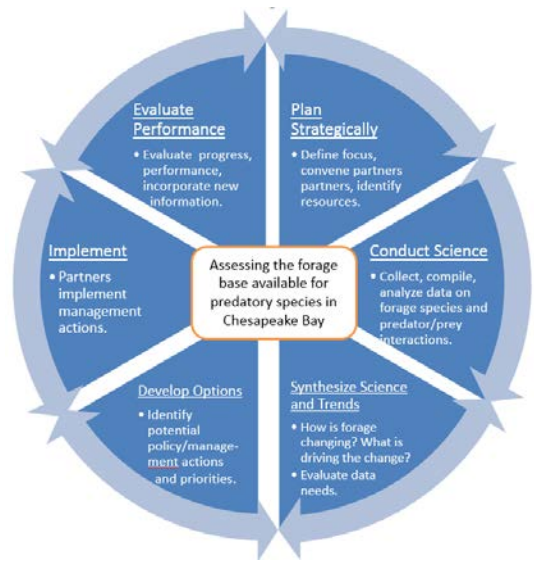 Evaluate
Performance
• Evaluate progress,
performance,
incorporate new
information.
Plan
Strategically
• Define focus,
convene partners
partners, identify
resources.
Conduct Science
• Collect, compile,
analyze data on
forage species and
predator/prey
interactions.
Synthesize Science
and Trends
• How is forage
changing? What is
driving the change?
• Evaluate data
needs.
Develop Options
• Identify
potential
policy/manage-
ment actions
and priorities.
Implement
• Partners
implement
management
actions.
Assessing the forage
base available for
predatory species in
Chesapeake Bay